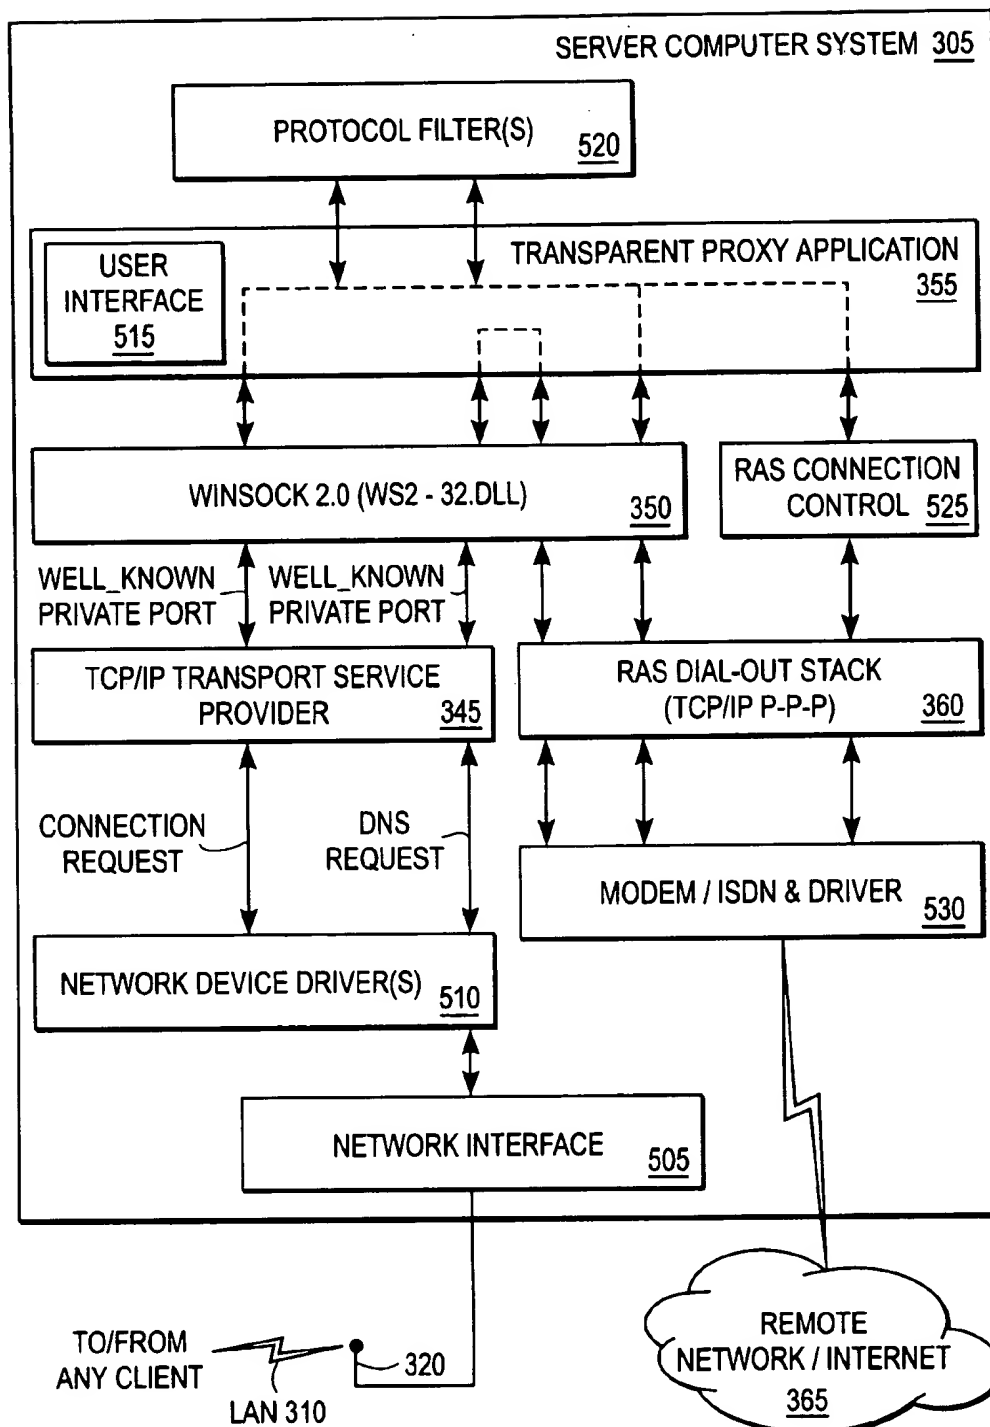 SERVER COMPUTER SYSTEM 305
PROTOCOL FILTER(S)
520
USER
INTERFACE
515
TRANSPARENT PROXY APPLICATION
355
WINSOCK 2.0 (WS2 - 32.DLL)
350
RAS CONNECTION
CONTROL 525
WELL_KNOWN
PRIVATE PORT
WELL_KNOWN
PRIVATE PORT
TCP/IP TRANSPORT SERVICE
PROVIDER 345
RAS DIAL-OUT STACK
(TCP/IP P-P-P) 360
CONNECTION
REQUEST
DNS
REQUEST
MODEM / ISDN & DRIVER
530
NETWORK DEVICE DRIVER(S)
510
NETWORK INTERFACE
505
TO/FROM
ANY CLIENT
320
LAN 310
REMOTE
NETWORK / INTERNET
365